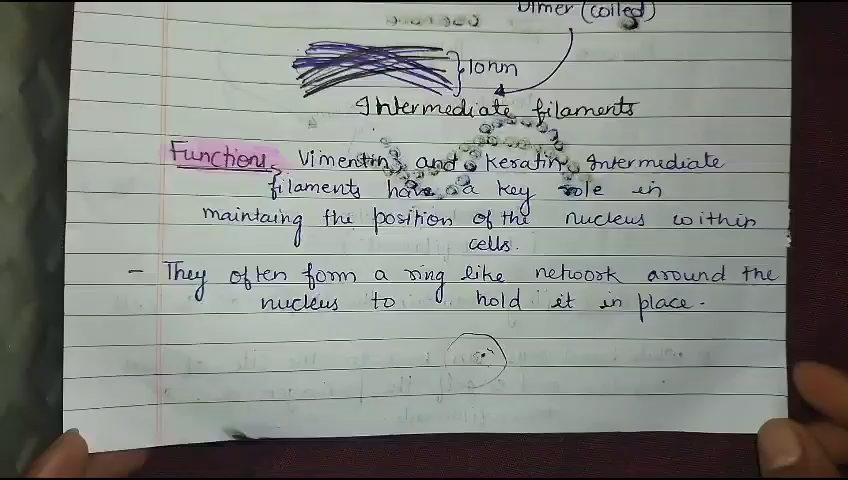 Dimer (coiled)
10nm
Intermediate filaments
Function, Vimentin, and keratin, Intermediate
filaments have a key role in
maintaing the position of the nucleus within
cells.
- They often form a ring like network around the
nucleus to hold it in place.